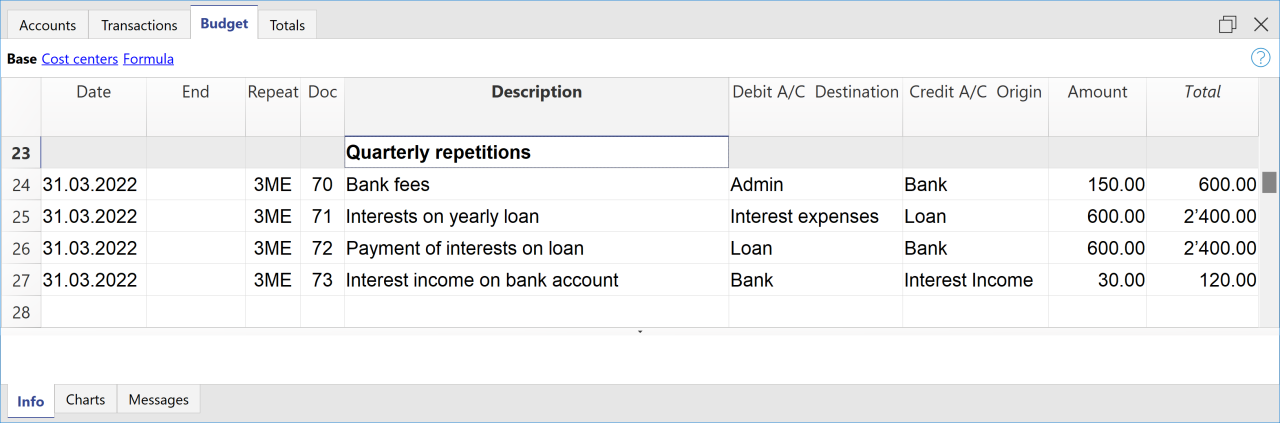 Accounts Transactions Budget Totals
Base Cost centers Formula ?
Date End Repeat Doc Description Debit A/C Destination Credit A/C Origin Amount Total
23 Quarterly repetitions
24 31.03.2022 3ME 70 Bank fees Admin Bank 150.00 600.00
25 31.03.2022 3ME 71 Interests on yearly loan Interest expenses Loan 600.00 2’400.00
26 31.03.2022 3ME 72 Payment of interests on loan Loan Bank 600.00 2’400.00
27 31.03.2022 3ME 73 Interest income on bank account Bank Interest Income 30.00 120.00
28
Info Charts Messages